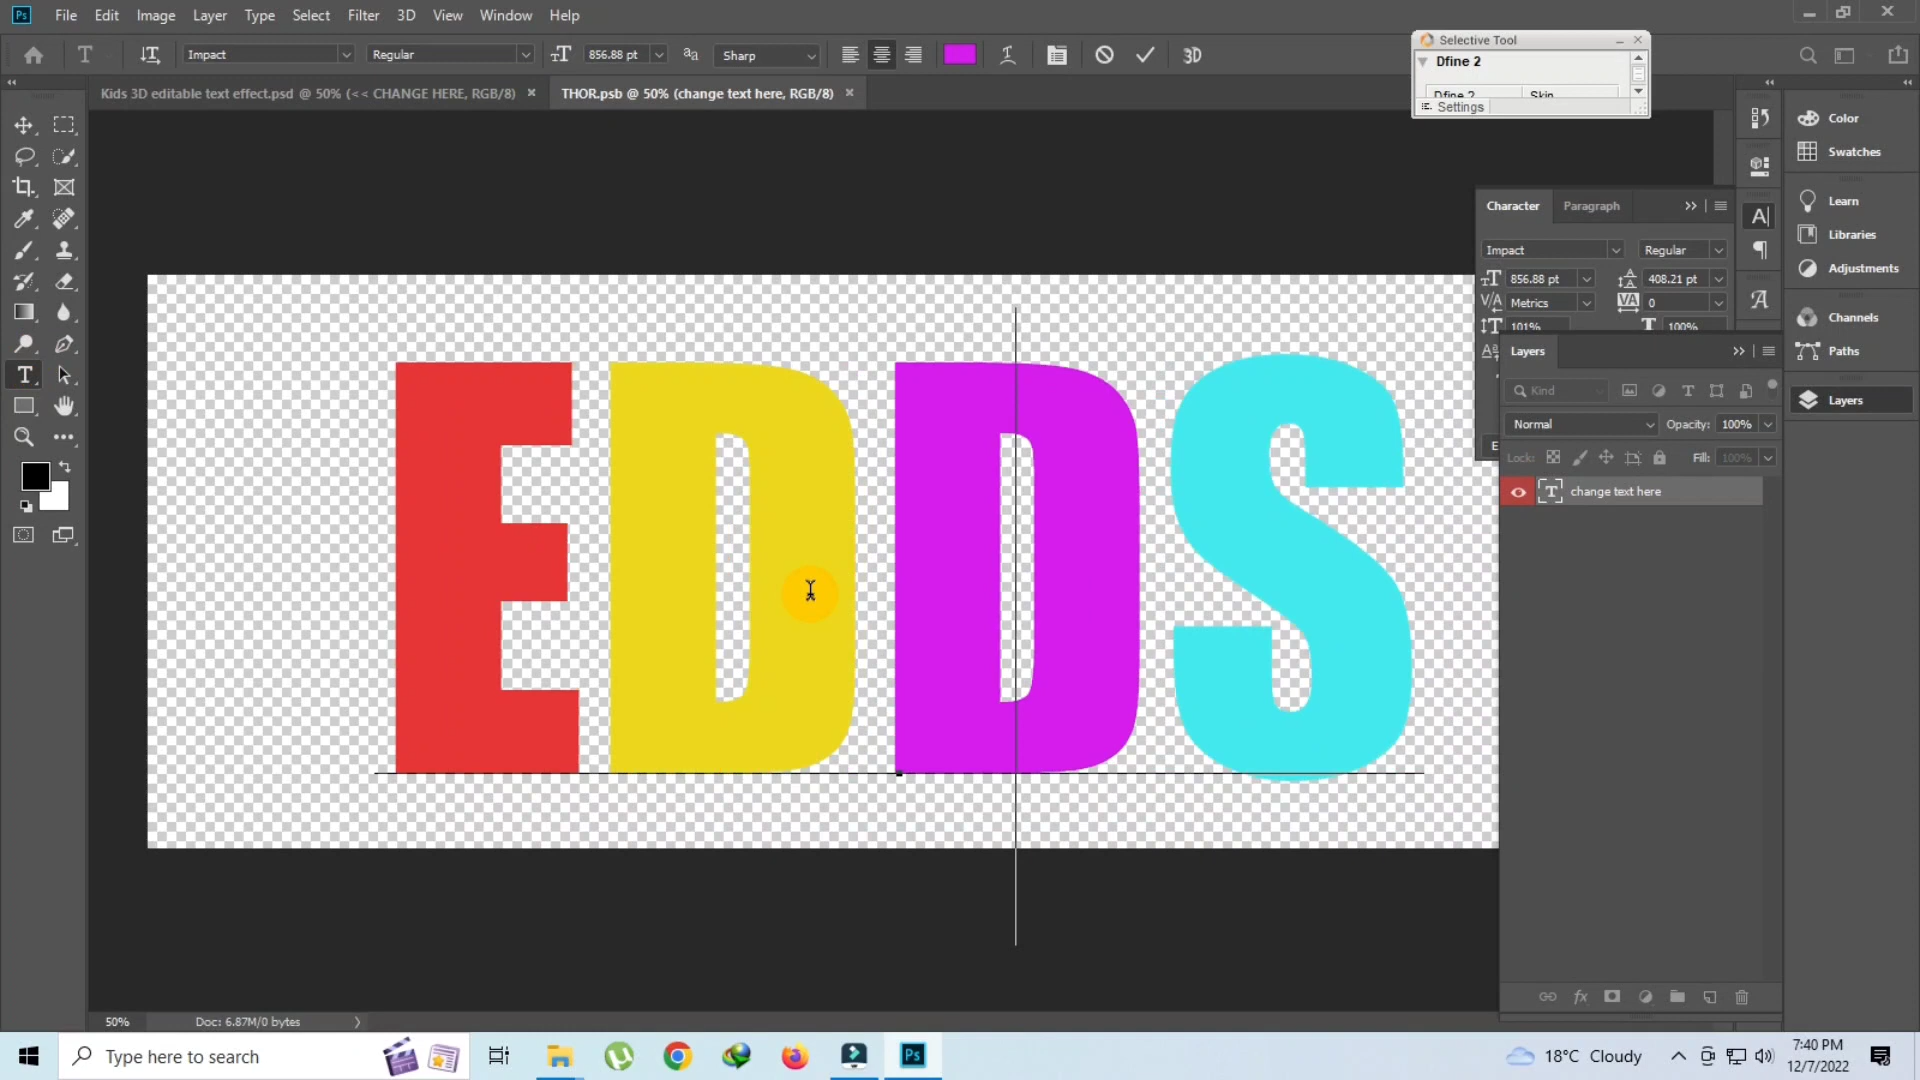 Ps File Edit Image Layer Type Select Filter 3D View Window Help
T Impact Regular 856.88 pt aa Sharp 3D
Selective Tool
Dfine 2
Settings
Kids 3D editable text effect.psd @ 50% (<< CHANGE HERE, RGB/8) THOR.psb @ 50% (change text here, RGB/8)
Color
Swatches
Learn
Libraries
Adjustments
Channels
Paths
Layers
Character Paragraph
Impact Regular
856.88 pt 408.21 pt
Metrics 0
101% 100%
Layers
Kind
Normal Opacity: 100%
Lock: Fill: 100%
change text here
EDDS
50% Doc: 6.87M/0 bytes
Type here to search
Ps
18°C Cloudy
7:40 PM
12/7/2022